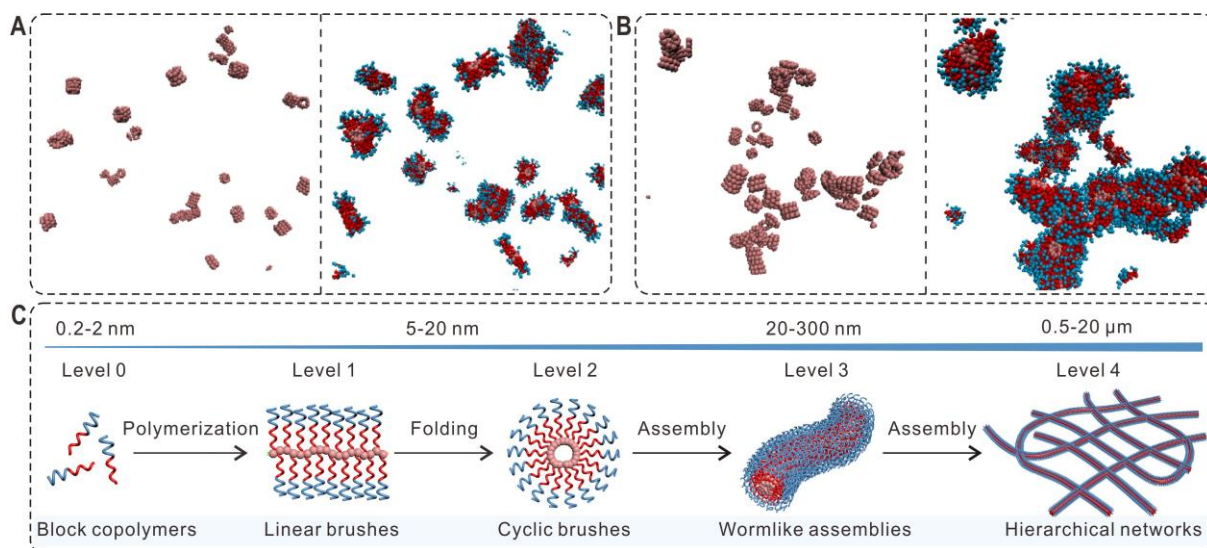 A
B
C
0.2-2 nm 5-20 nm 20-300 nm 0.5-20 μm
Level 0 Level 1 Level 2 Level 3 Level 4
Polymerization Folding Assembly Assembly
Block copolymers Linear brushes Cyclic brushes Wormlike assemblies Hierarchical networks